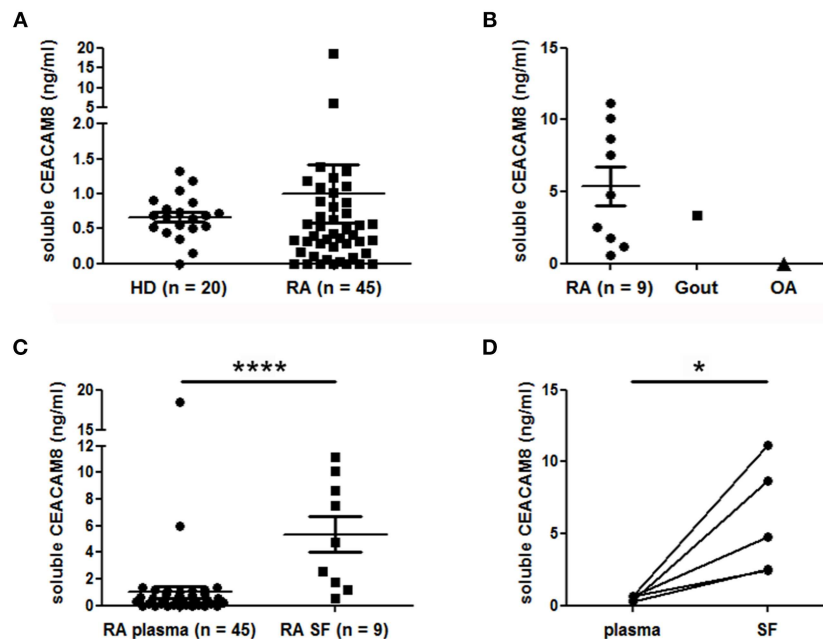 A
soluble CEACAM8 (ng/ml)
20
15
10
5
2.0
1.5
1.0
0.5
0.0
HD (n = 20) RA (n = 45)
B
soluble CEACAM8 (ng/ml)
15
10
5
0
RA (n = 9) Gout OA
C
****
soluble CEACAM8 (ng/ml)
20
12
10
8
6
4
2
0
RA plasma (n = 45) RA SF (n = 9)
D
*
soluble CEACAM8 (ng/ml)
15
10
5
0
plasma SF